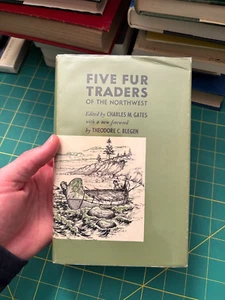 FIVE FUR
TRADERS
OF THE NORTHWEST
Edited by CHARLES M. GATES
with a new foreword
by THEODORE C. BLEGEN